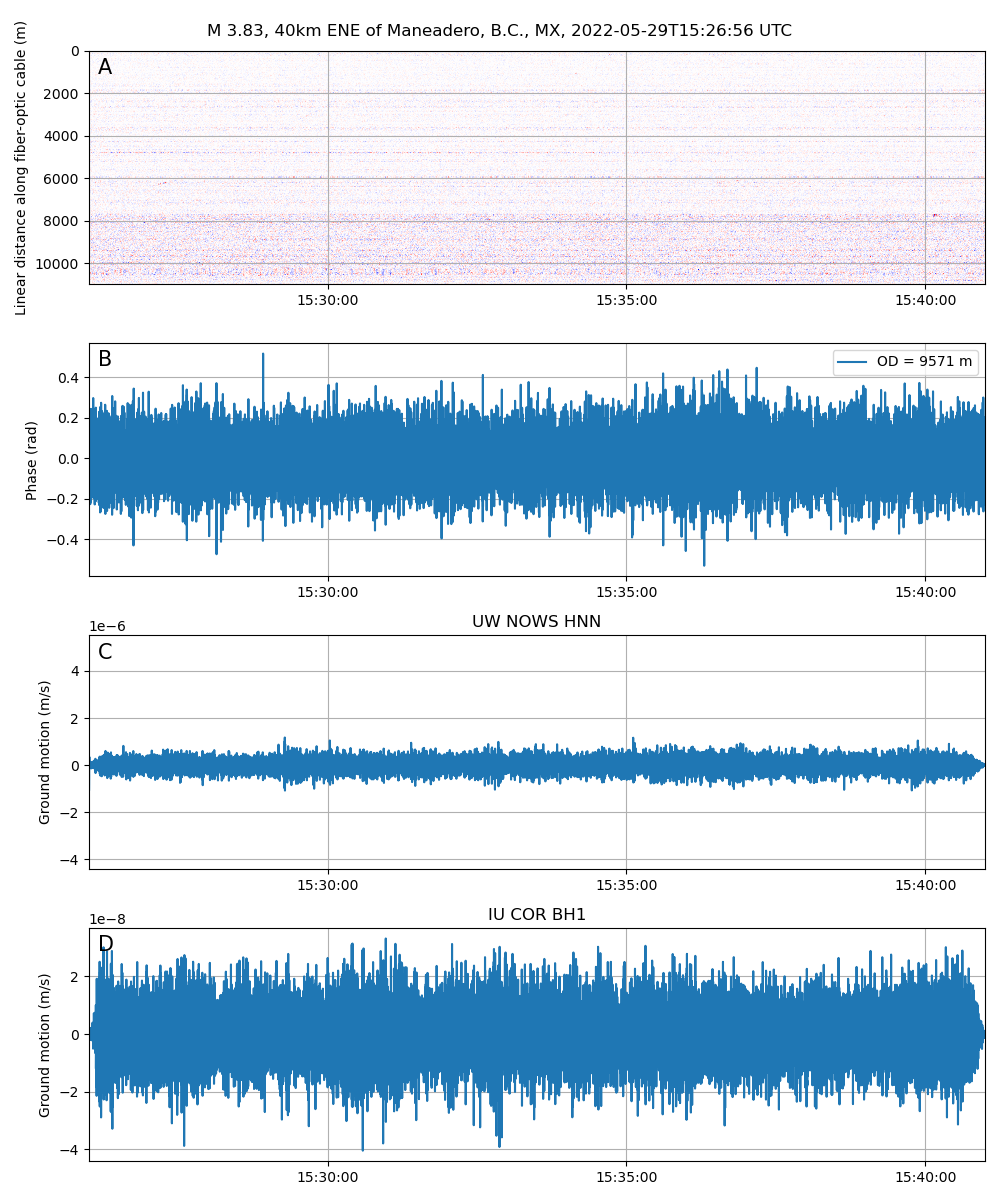 M 3.83, 40km ENE of Maneadero, B.C., MX, 2022-05-29T15:26:56 UTC
Linear distance along fiber-optic cable (m)
A
0
2000
4000
6000
8000
10000
15:30:00 15:35:00 15:40:00
Phase (rad)
B
OD = 9571 m
0.4
0.2
0.0
−0.2
−0.4
15:30:00 15:35:00 15:40:00
UW NOWS HNN
1e−6
Ground motion (m/s)
C
4
2
0
−2
−4
15:30:00 15:35:00 15:40:00
IU COR BH1
1e−8
Ground motion (m/s)
D
2
0
−2
−4
15:30:00 15:35:00 15:40:00